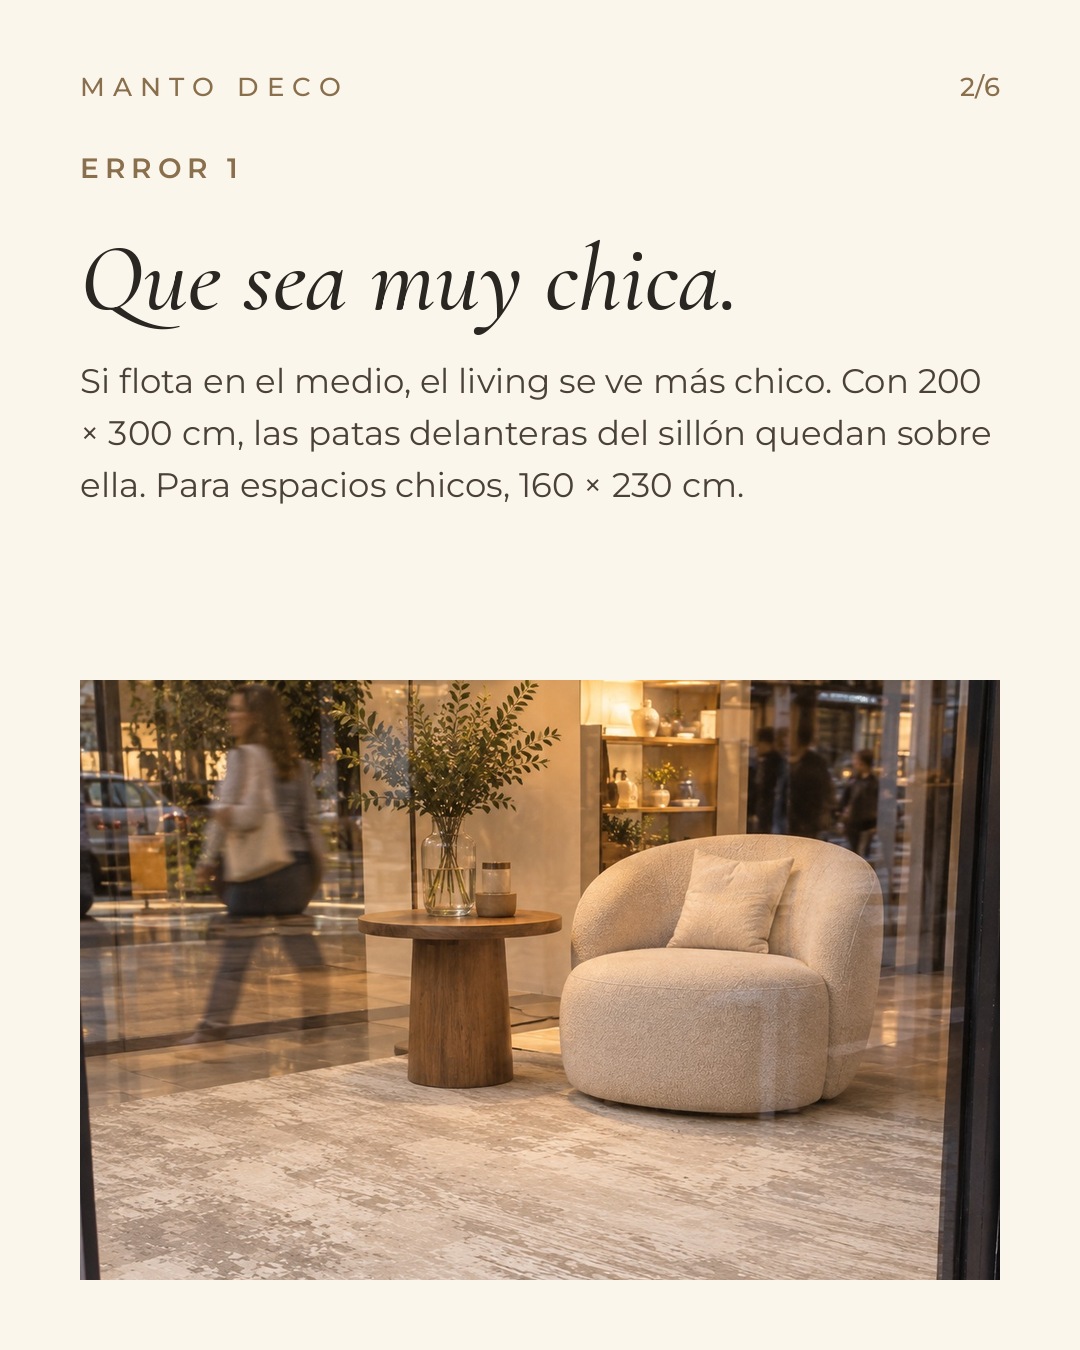 MANTO DECO
2/6
ERROR 1
Que sea muy chica.
Si flota en el medio, el living se ve más chico. Con 200
× 300 cm, las patas delanteras del sillón quedan sobre
ella. Para espacios chicos, 160 × 230 cm.